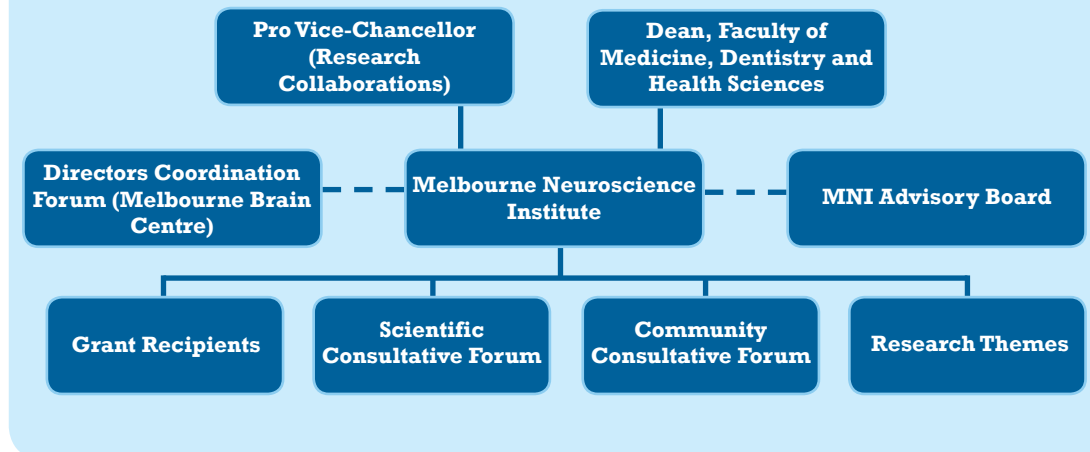 Pro Vice-Chancellor
(Research
Collaborations)
Dean, Faculty of
Medicine, Dentistry and
Health Sciences
Directors Coordination
Forum (Melbourne Brain
Centre)
Melbourne Neuroscience
Institute
MNI Advisory Board
Grant Recipients
Scientific
Consultative Forum
Community
Consultative Forum
Research Themes